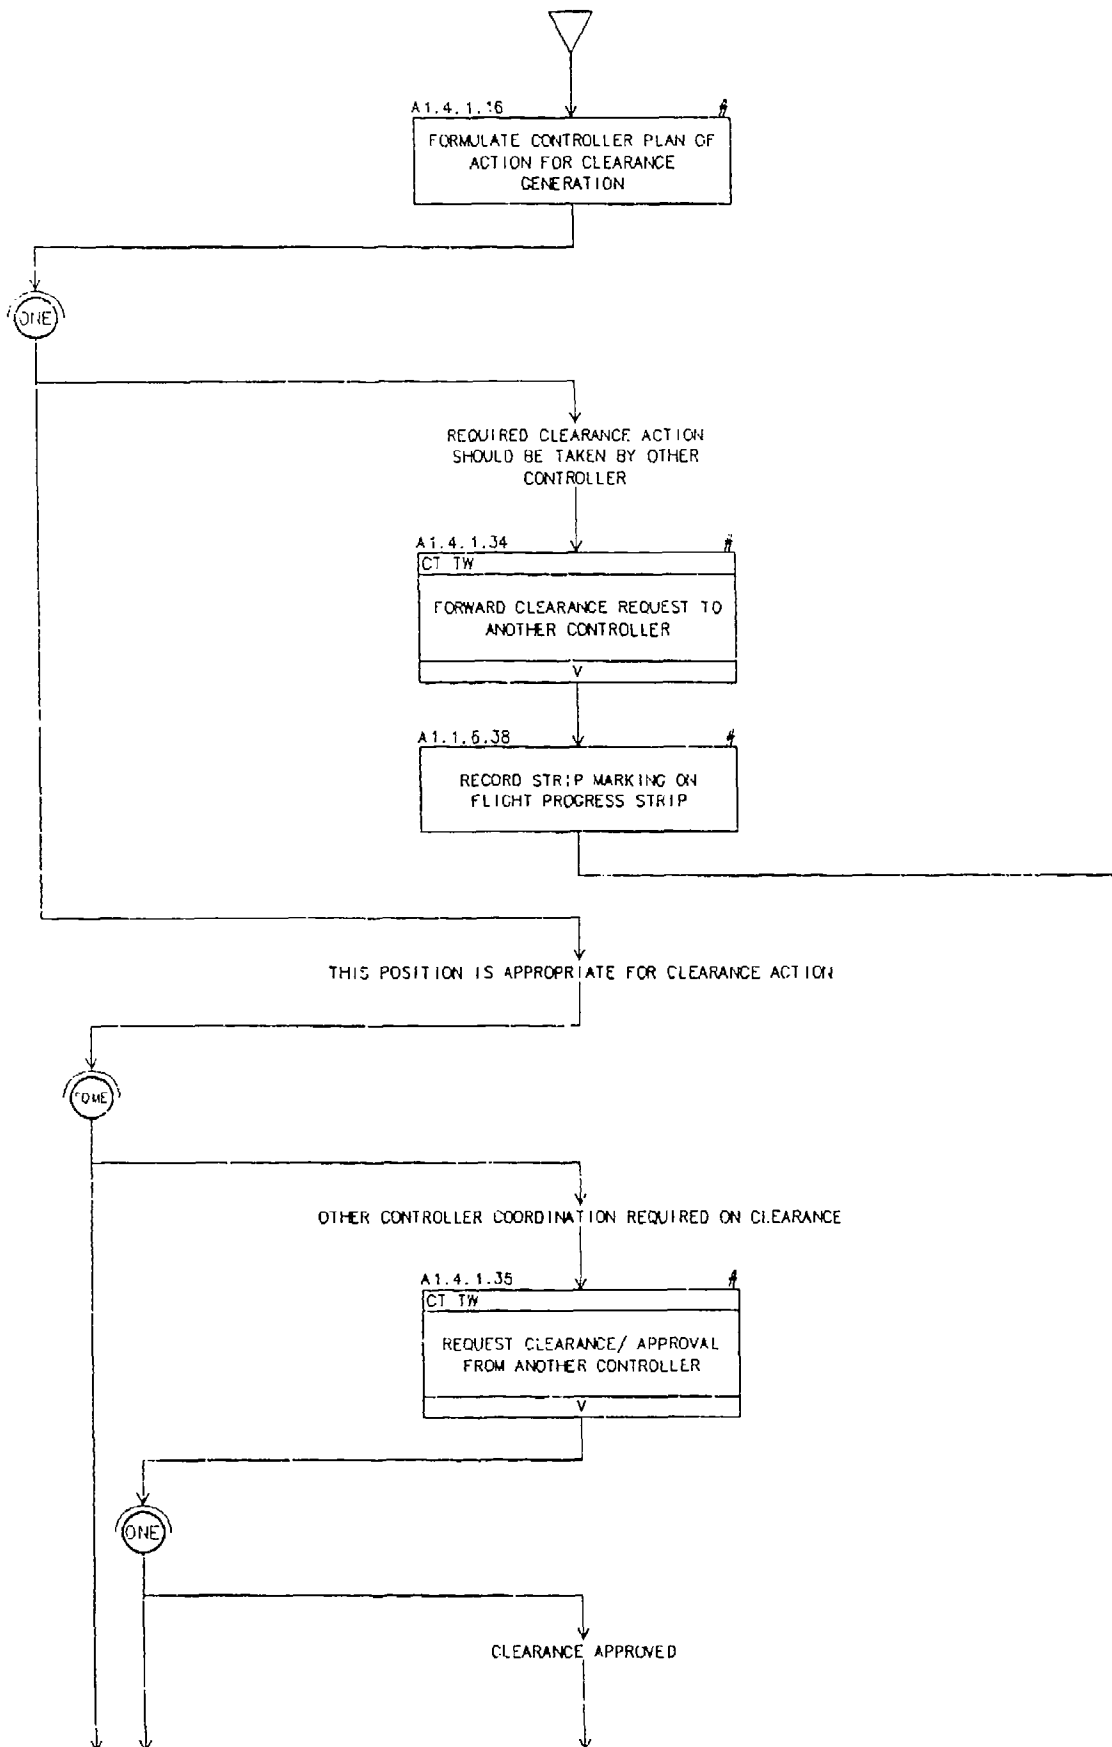 A1.4.1.16 #
FORMULATE CONTROLLER PLAN OF
ACTION FOR CLEARANCE
GENERATION
ONE
REQUIRED CLEARANCE ACTION
SHOULD BE TAKEN BY OTHER
CONTROLLER
A1.4.1.34 #
CT TW
FORWARD CLEARANCE REQUEST TO
ANOTHER CONTROLLER
V
A1.1.6.38 #
RECORD STRIP MARKING ON
FLIGHT PROGRESS STRIP
THIS POSITION IS APPROPRIATE FOR CLEARANCE ACTION
SOME
OTHER CONTROLLER COORDINATION REQUIRED ON CLEARANCE
A1.4.1.35 #
CT TW
REQUEST CLEARANCE/ APPROVAL
FROM ANOTHER CONTROLLER
V
ONE
CLEARANCE APPROVED